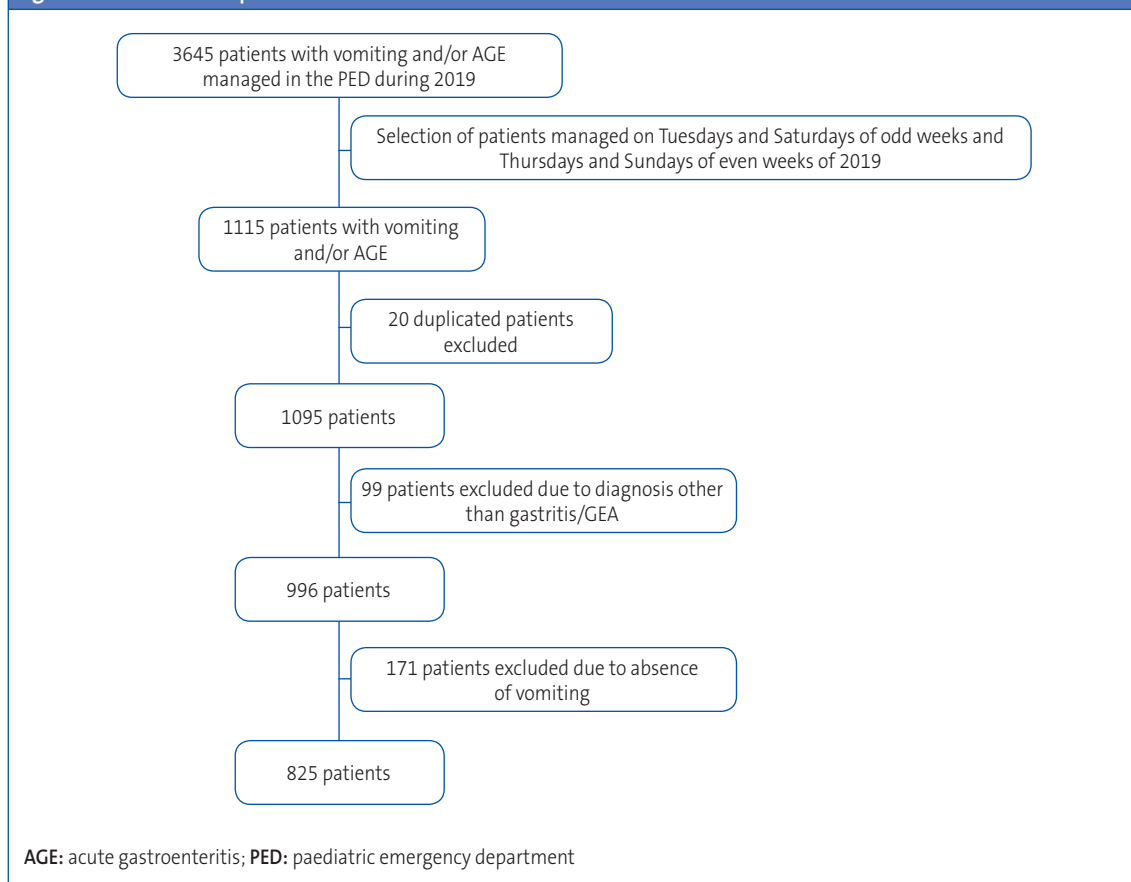 3645 patients with vomiting and/or AGE
managed in the PED during 2019
Selection of patients managed on Tuesdays and Saturdays of odd weeks and
Thursdays and Sundays of even weeks of 2019
1115 patients with vomiting
and/or AGE
20 duplicated patients
excluded
1095 patients
99 patients excluded due to diagnosis other
than gastritis/GEA
996 patients
171 patients excluded due to absence
of vomiting
825 patients
AGE: acute gastroenteritis; PED: paediatric emergency department